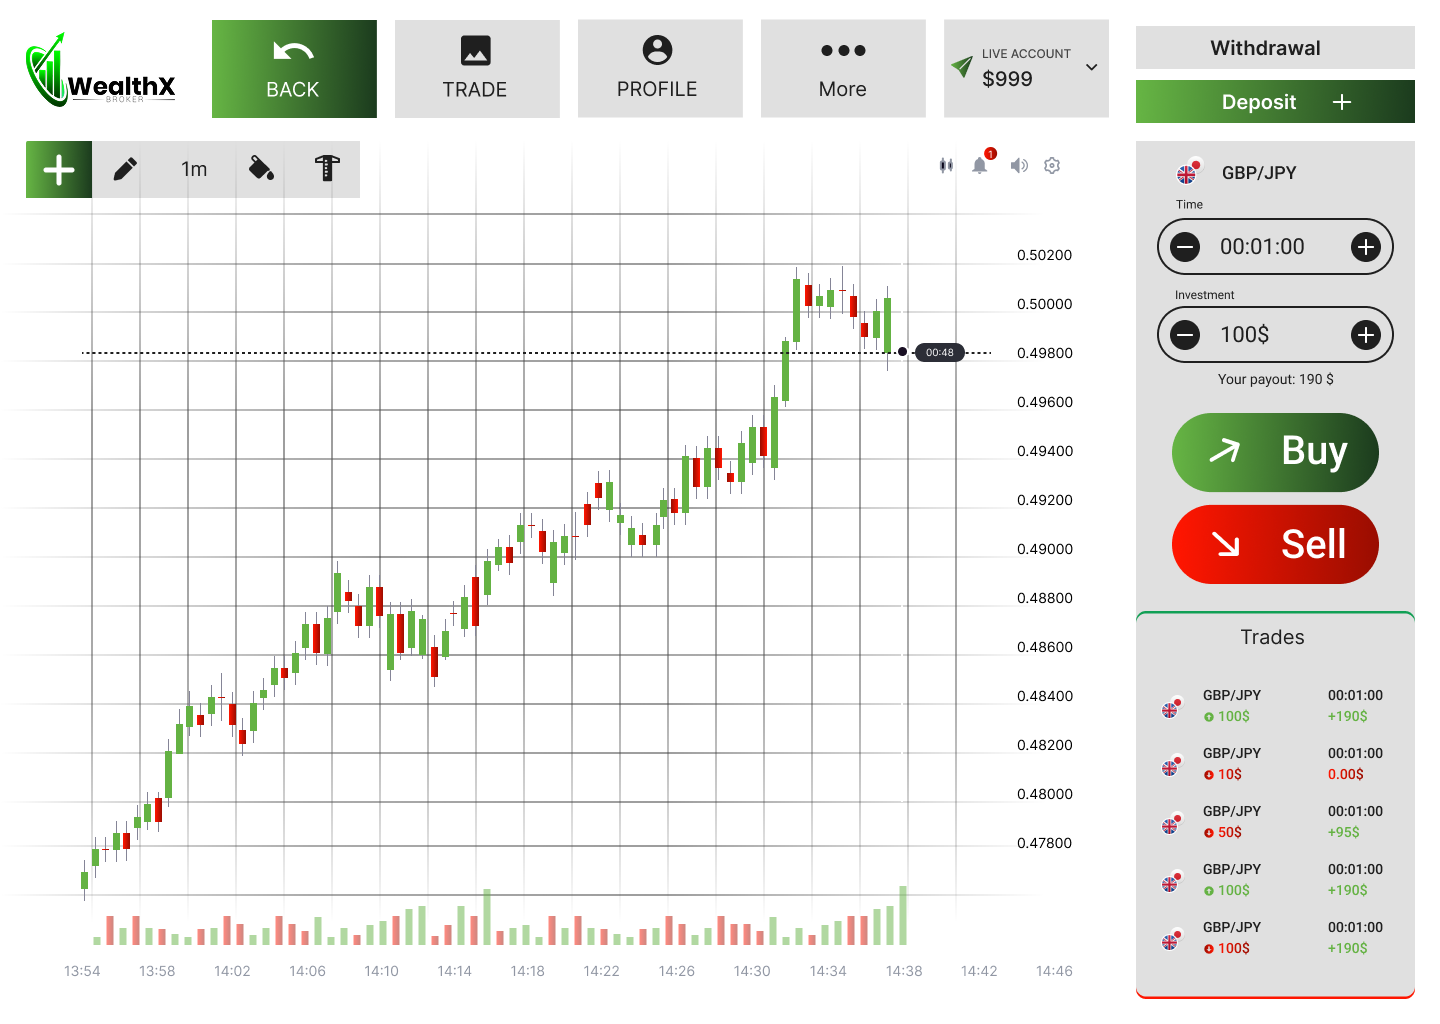 WealthX
BROKER
BACK
TRADE
PROFILE
More
LIVE ACCOUNT
$999
Withdrawal
Deposit
1m
1
GBP/JPY
Time
00:01:00
Investment
100$
Your payout: 190 $
Buy
Sell
0.50200
0.50000
0.49800
00:48
0.49600
0.49400
0.49200
0.49000
0.48800
0.48600
0.48400
0.48200
0.48000
0.47800
13:54 13:58 14:02 14:06 14:10 14:14 14:18 14:22 14:26 14:30 14:34 14:38 14:42 14:46
Trades
GBP/JPY 00:01:00
100$ +190$
GBP/JPY 00:01:00
10$ 0.00$
GBP/JPY 00:01:00
50$ +95$
GBP/JPY 00:01:00
100$ +190$
GBP/JPY 00:01:00
100$ +190$